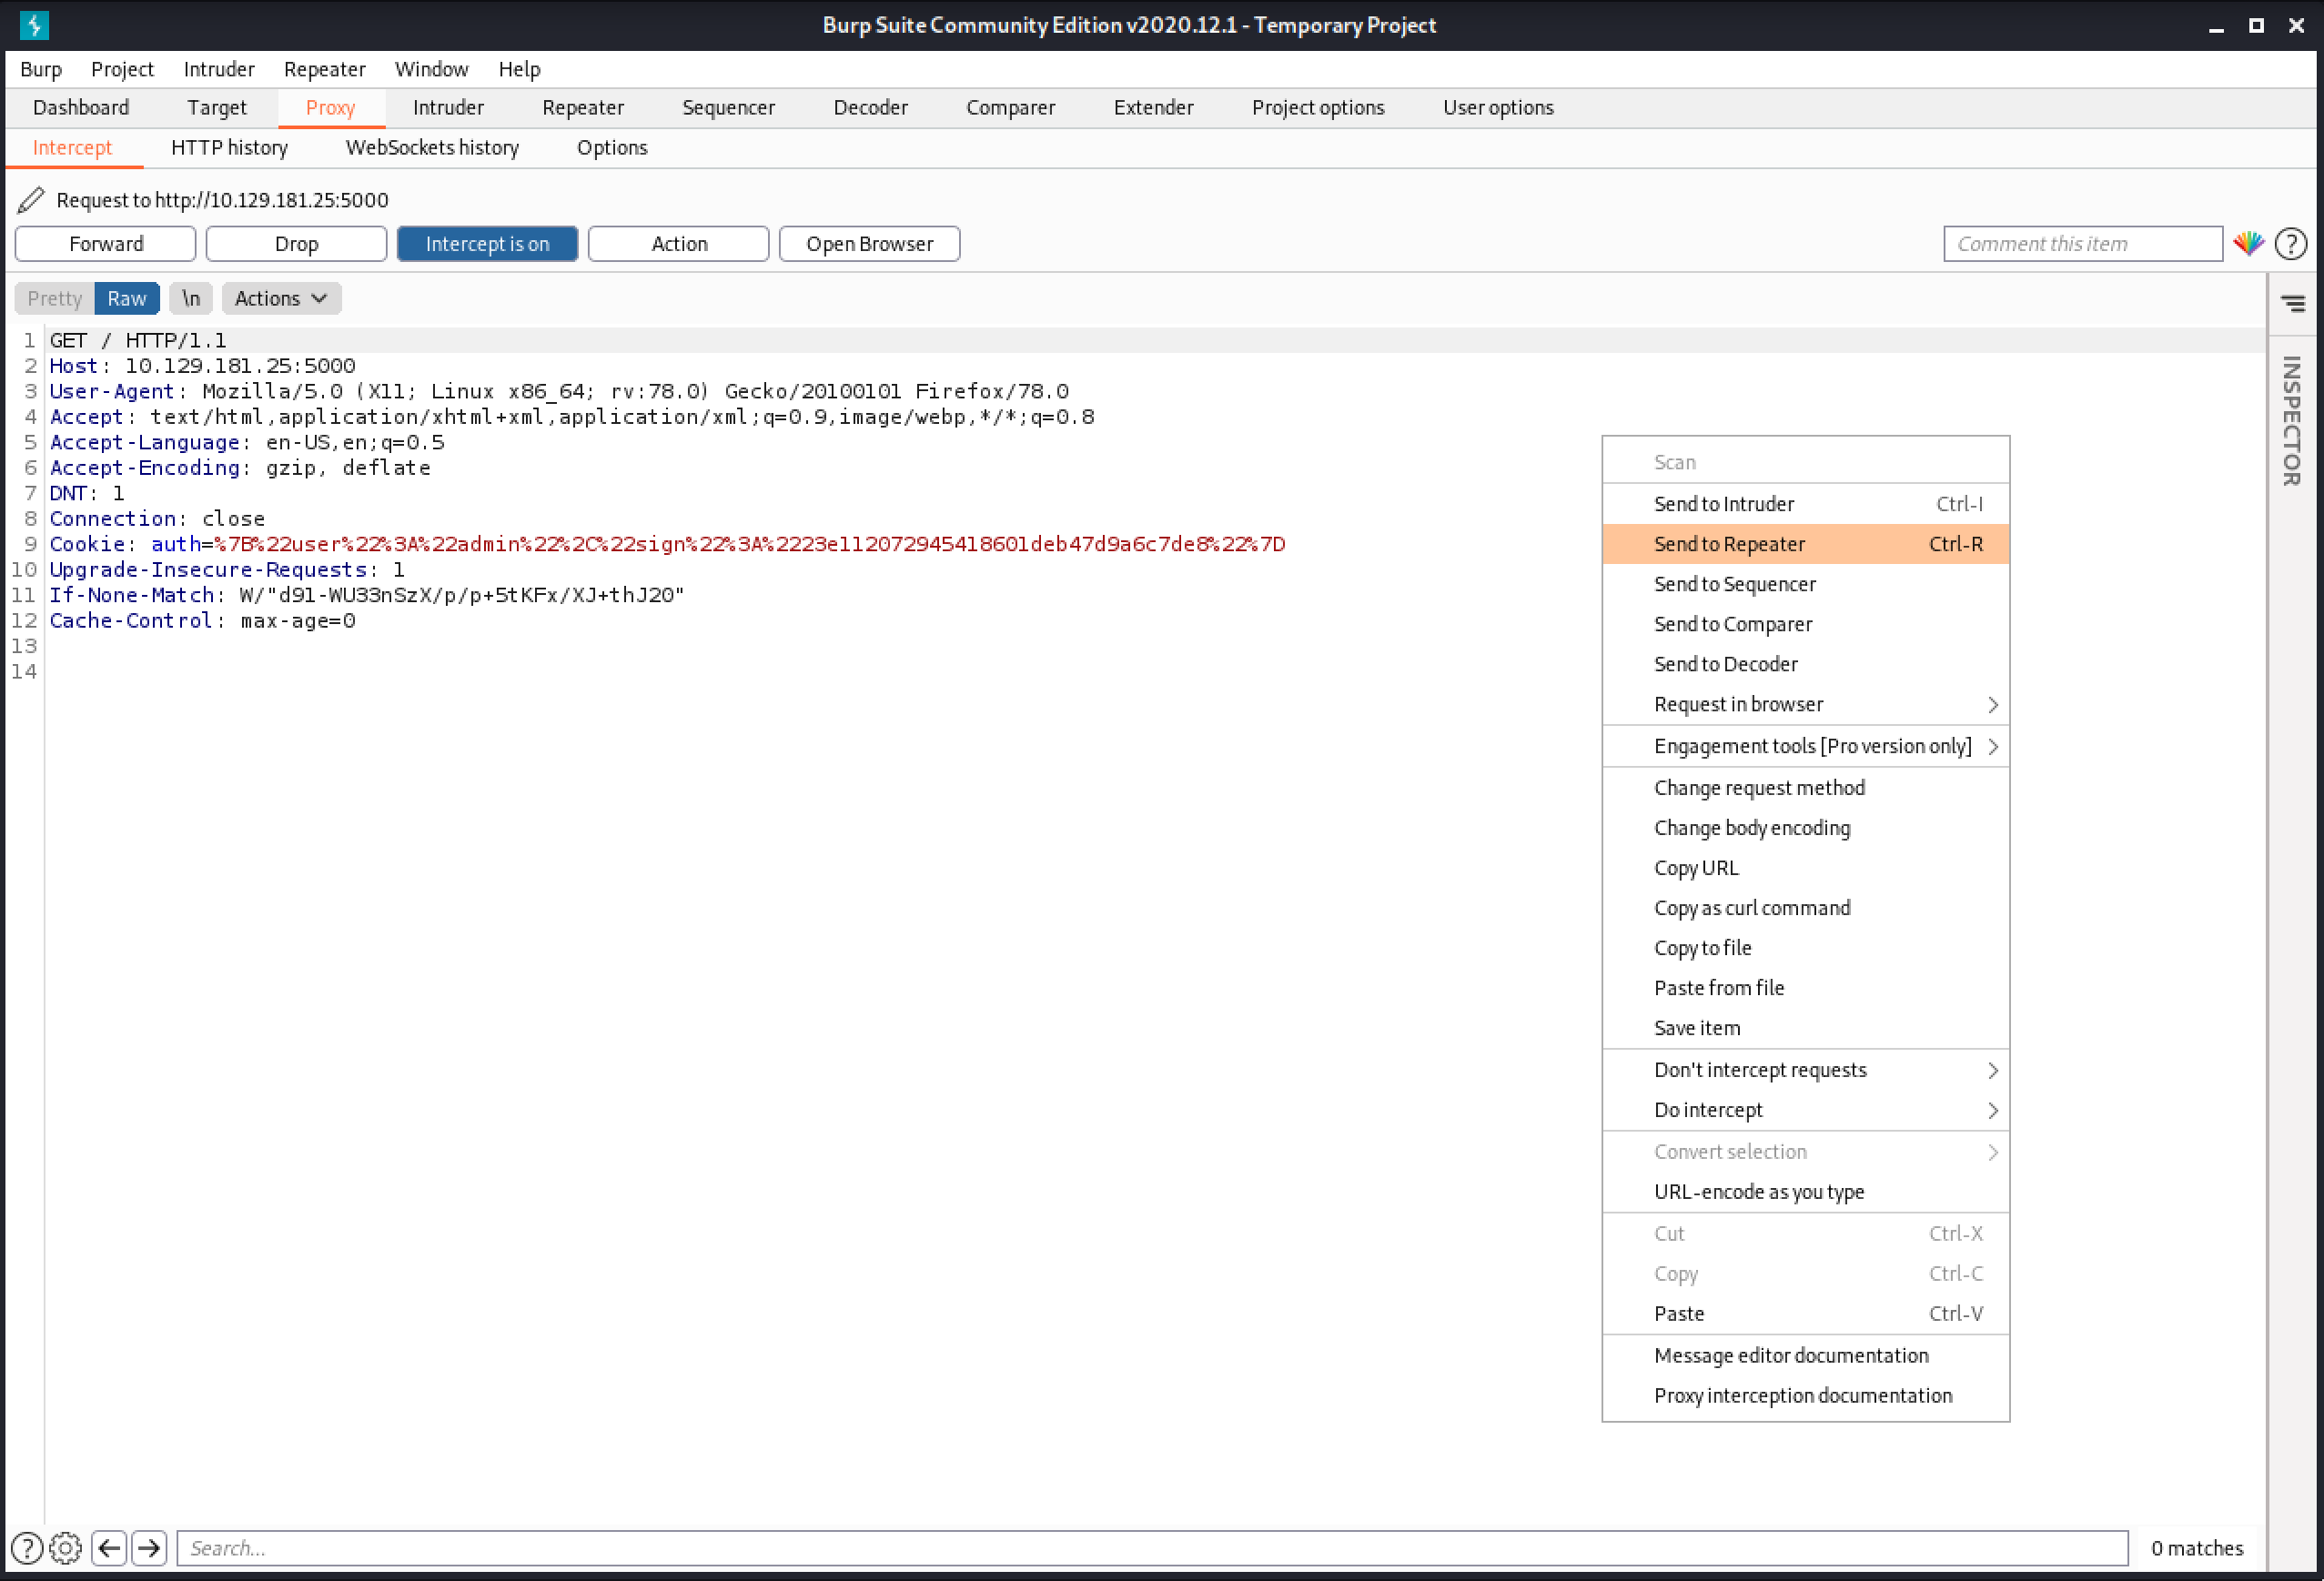 Burp Suite Community Edition v2020.12.1 - Temporary Project
Burp Project Intruder Repeater Window Help
Dashboard Target Proxy Intruder Repeater Sequencer Decoder Comparer Extender Project options User options
Intercept HTTP history WebSockets history Options
Request to http://10.129.181.25:5000
Forward Drop Intercept is on Action Open Browser Comment this item
Pretty Raw \n Actions
INSPECTOR
1 GET / HTTP/1.1
2 Host: 10.129.181.25:5000
3 User-Agent: Mozilla/5.0 (X11; Linux x86_64; rv:78.0) Gecko/20100101 Firefox/78.0
4 Accept: text/html,application/xhtml+xml,application/xml;q=0.9,image/webp,*/*;q=0.8
5 Accept-Language: en-US,en;q=0.5
6 Accept-Encoding: gzip, deflate
7 DNT: 1
8 Connection: close
9 Cookie: auth=%7B%22user%22%3A%22admin%22%2C%22sign%22%3A%2223e112072945418601deb47d9a6c7de8%22%7D
10 Upgrade-Insecure-Requests: 1
11 If-None-Match: W/"d91-WU33nSzX/p/p+5tKFx/XJ+thJ20"
12 Cache-Control: max-age=0
13
14
Scan
Send to Intruder Ctrl-I
Send to Repeater Ctrl-R
Send to Sequencer
Send to Comparer
Send to Decoder
Request in browser
Engagement tools [Pro version only]
Change request method
Change body encoding
Copy URL
Copy as curl command
Copy to file
Paste from file
Save item
Don't intercept requests
Do intercept
Convert selection
URL-encode as you type
Cut Ctrl-X
Copy Ctrl-C
Paste Ctrl-V
Message editor documentation
Proxy interception documentation
Search... 0 matches